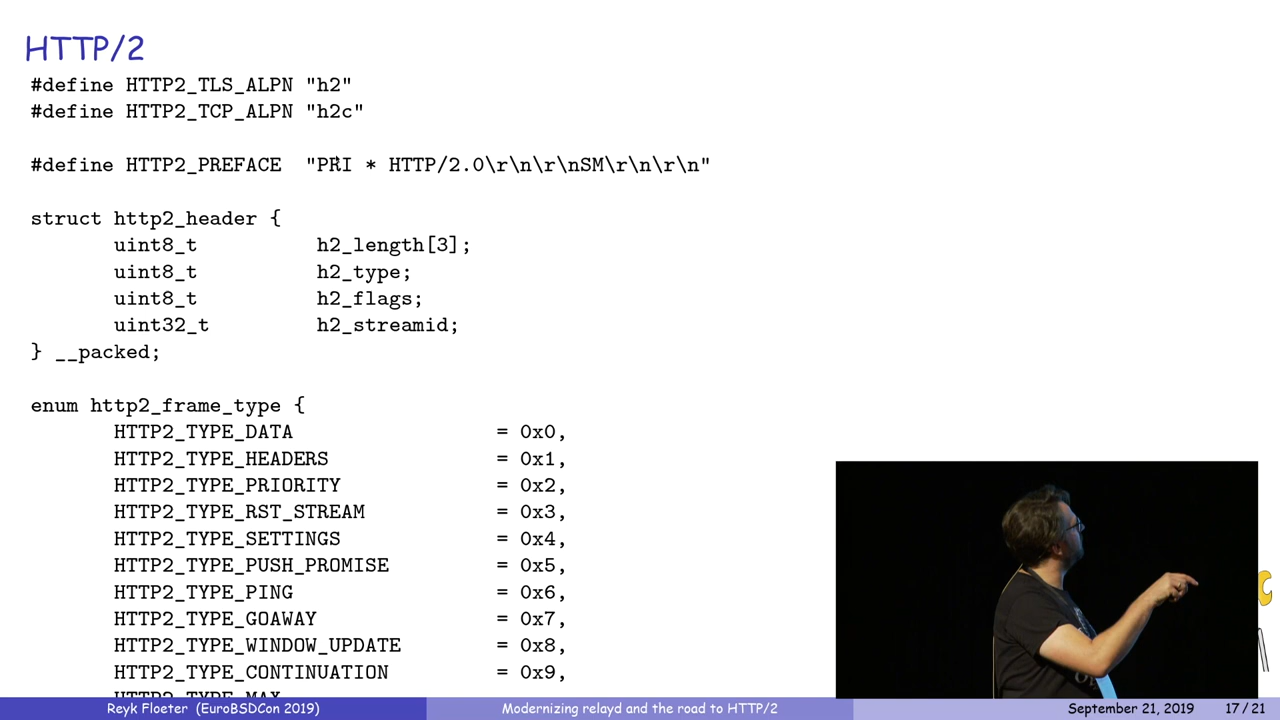 HTTP/2
#define HTTP2_TLS_ALPN "h2"
#define HTTP2_TCP_ALPN "h2c"
#define HTTP2_PREFACE "PRI * HTTP/2.0\r\n\r\nSM\r\n\r\n"
struct http2_header {
uint8_t h2_length[3];
uint8_t h2_type;
uint8_t h2_flags;
uint32_t h2_streamid;
} __packed;
enum http2_frame_type {
HTTP2_TYPE_DATA = 0x0,
HTTP2_TYPE_HEADERS = 0x1,
HTTP2_TYPE_PRIORITY = 0x2,
HTTP2_TYPE_RST_STREAM = 0x3,
HTTP2_TYPE_SETTINGS = 0x4,
HTTP2_TYPE_PUSH_PROMISE = 0x5,
HTTP2_TYPE_PING = 0x6,
HTTP2_TYPE_GOAWAY = 0x7,
HTTP2_TYPE_WINDOW_UPDATE = 0x8,
HTTP2_TYPE_CONTINUATION = 0x9,
HTTP2_TYPE_MAX
Reyk Floeter (EuroBSDCon 2019) Modernizing relayd and the road to HTTP/2 September 21, 2019 17 / 21